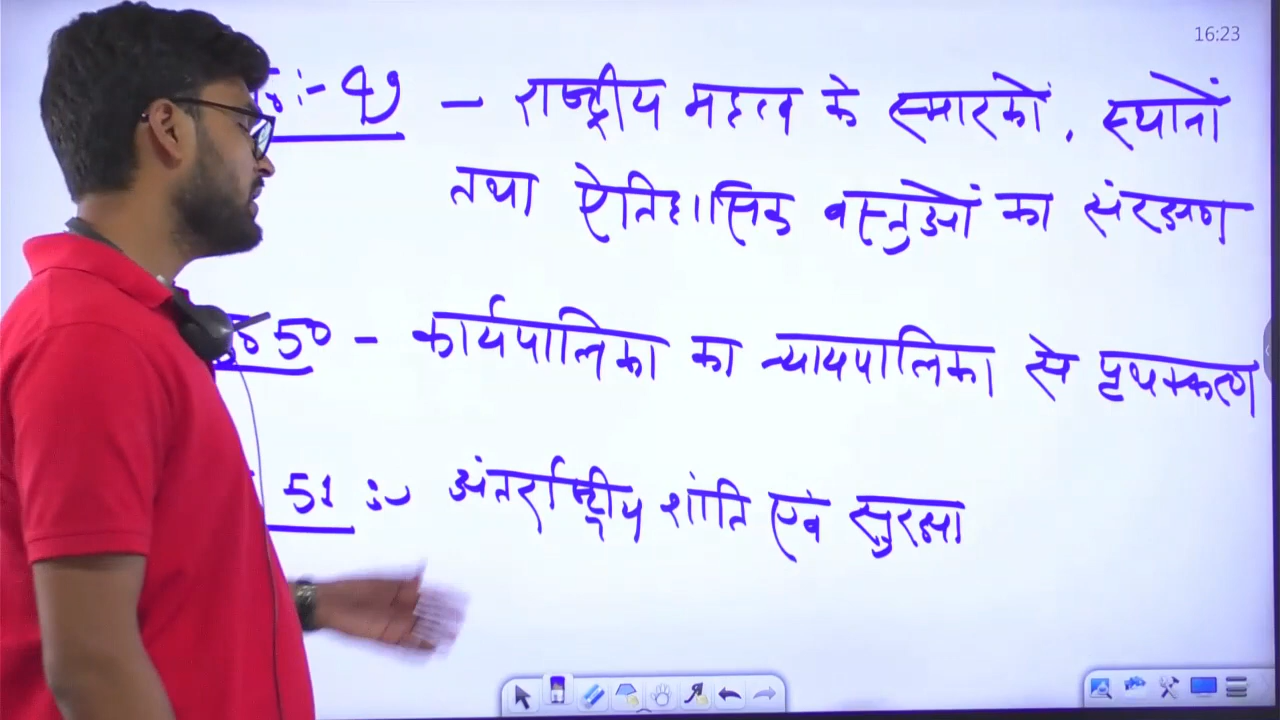 16:23
:- 49 - राष्ट्रीय महत्व के स्मारकों, स्थानों
तथा ऐतिहासिक वस्तुओं का संरक्षण
50 - कार्यपालिका का न्यायपालिका से पृथक्करण
51 :- अंतर्राष्ट्रीय शांति एवं सुरक्षा